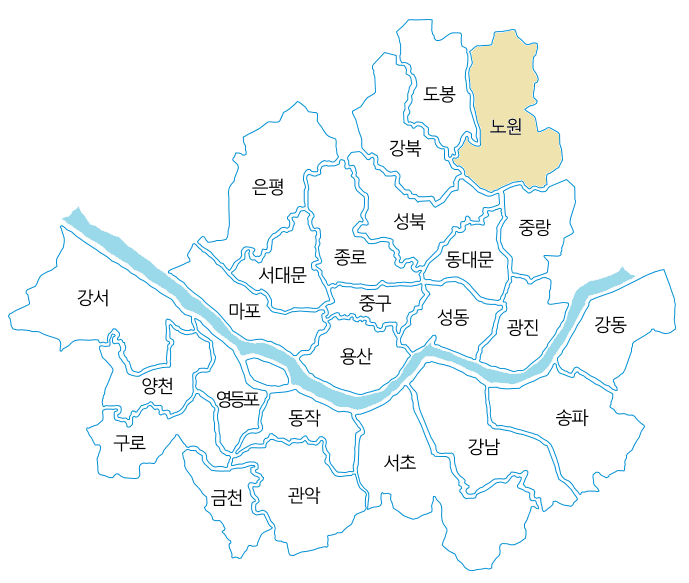 도봉
노원
강북
은평
성북
중랑
종로
동대문
서대문
강서
중구
마포
성동
광진
강동
용산
양천
영등포
동작
송파
구로
강남
서초
금천
관악